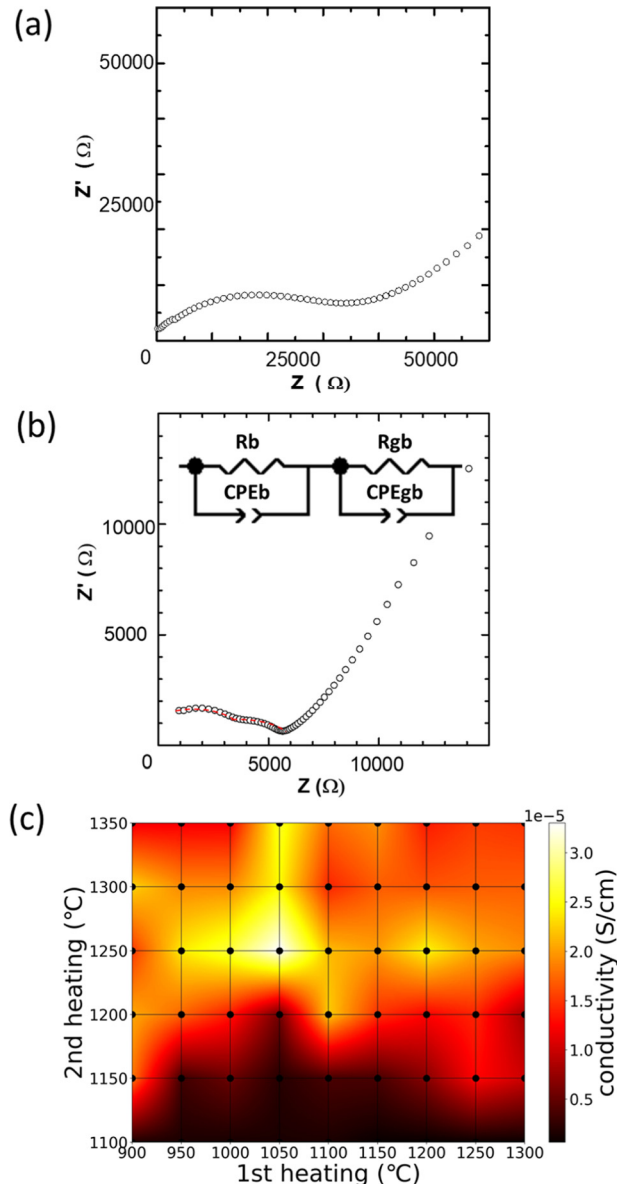 (a)
50000
25000
Z' (Ω)
0
25000
50000
Z (Ω)
(b)
Rb
Rgb
CPEb
CPEgb
10000
5000
Z' (Ω)
0
5000
10000
Z (Ω)
(c)
1e-5
1350
1300
1250
1200
1150
1100
2nd heating (℃)
900 950 1000 1050 1100 1150 1200 1250 1300
1st heating (℃)
3.0
2.5
2.0
1.5
1.0
0.5
conductivity (S/cm)